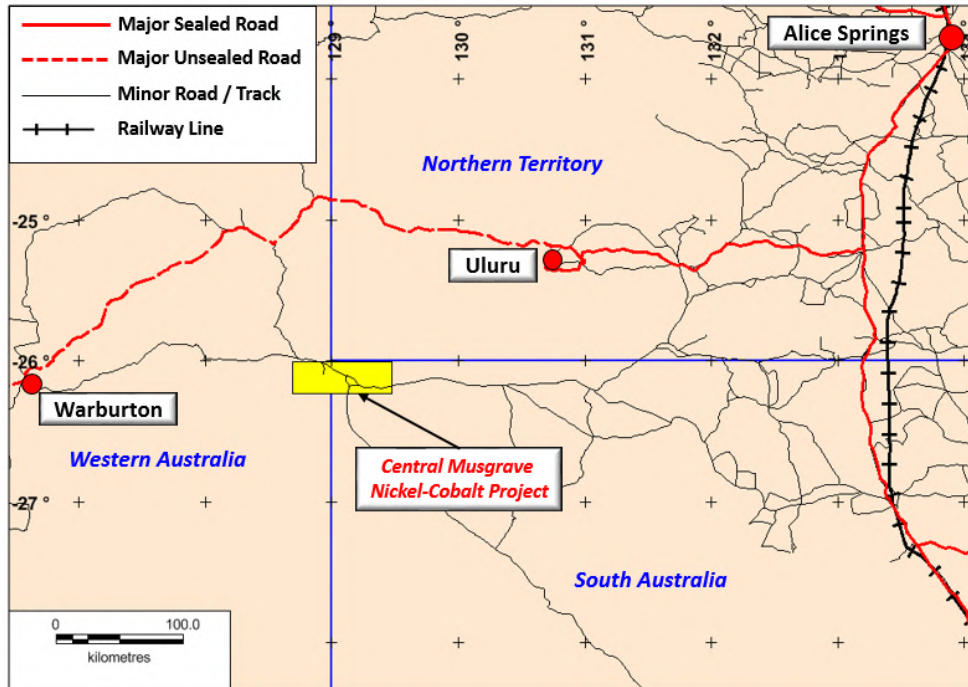 Major Sealed Road
Major Unsealed Road
Minor Road / Track
Railway Line
129
130
131
132
Alice Springs
Northern Territory
-25 °
Uluru
-26 °
Warburton
Western Australia
Central Musgrave
Nickel-Cobalt Project
-27 °
South Australia
0 100.0
kilometres